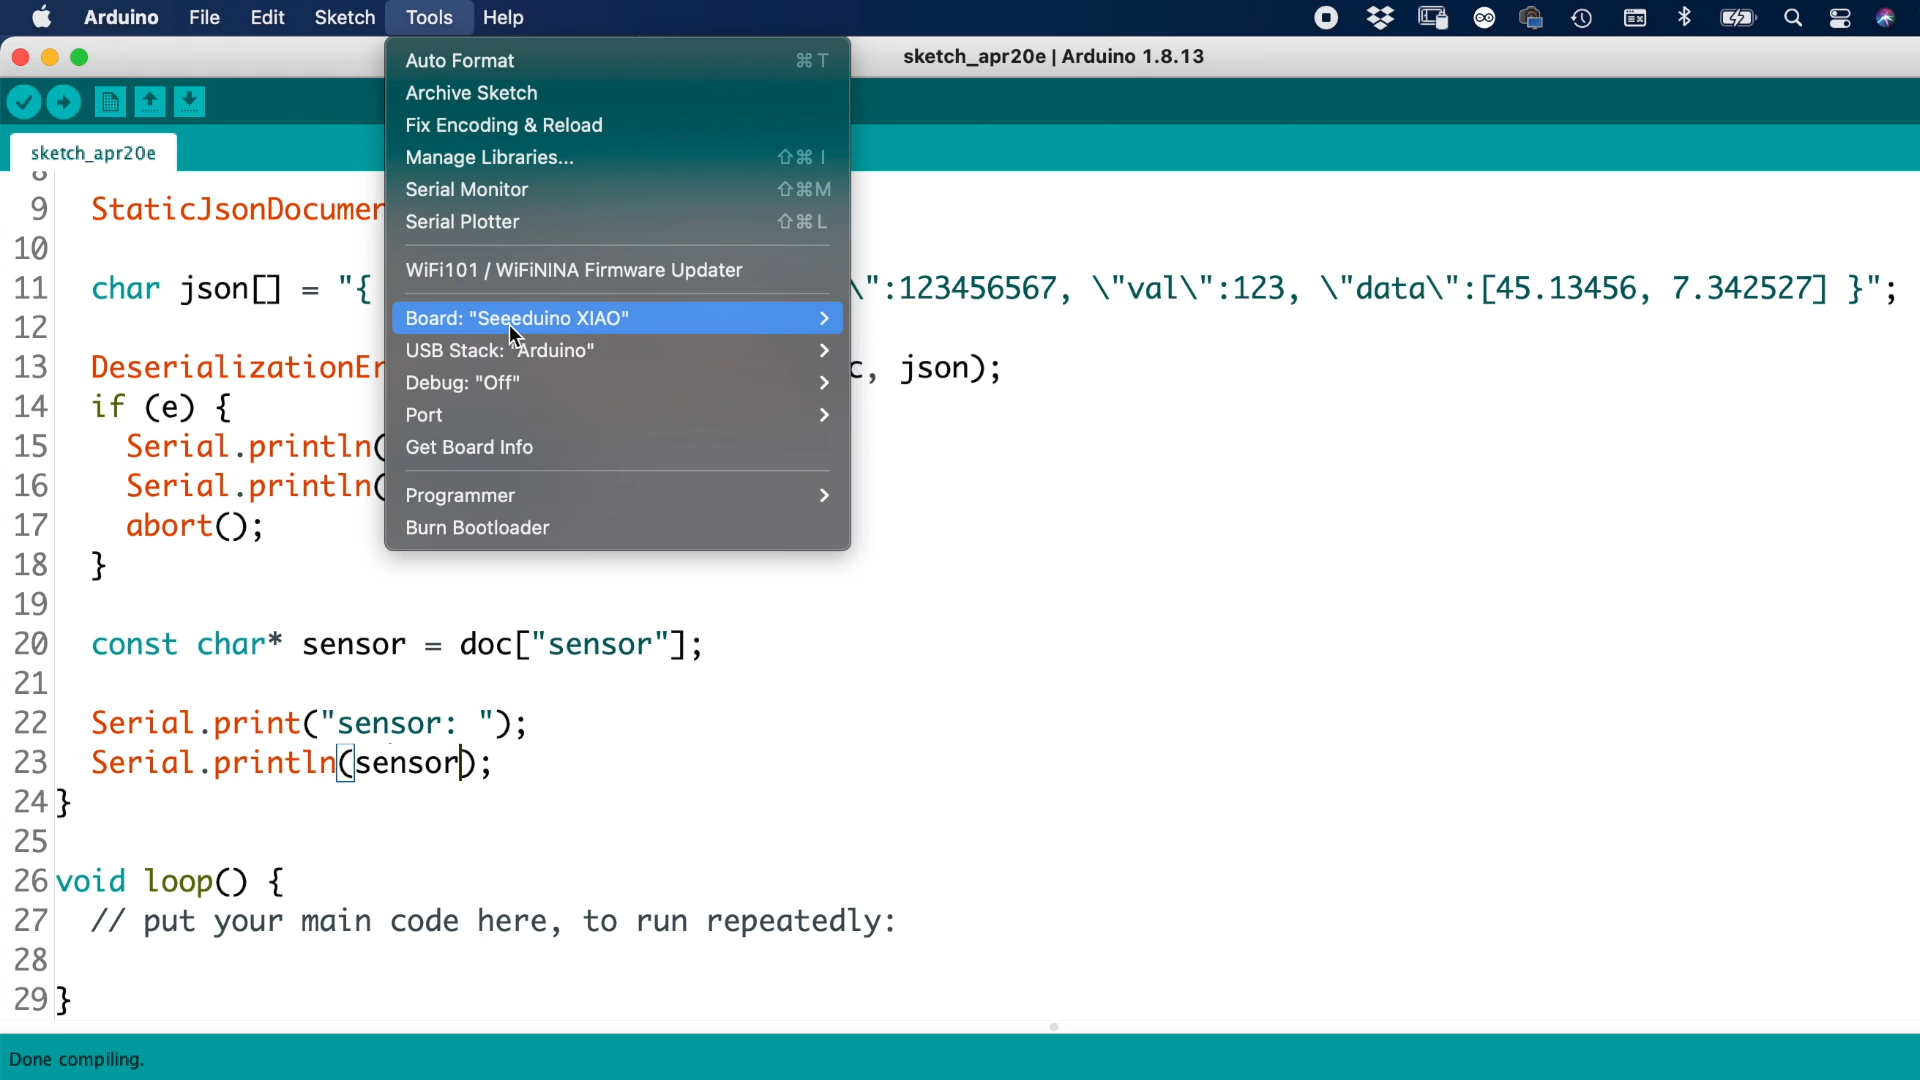 Arduino File Edit Sketch Tools Help
sketch_apr20e | Arduino 1.8.13
Auto Format ⌘T
Archive Sketch
Fix Encoding & Reload
Manage Libraries... ⇧⌘I
Serial Monitor ⇧⌘M
Serial Plotter ⇧⌘L
WiFi101 / WiFiNINA Firmware Updater
Board: "Seeeduino XIAO"
USB Stack: "Arduino"
Debug: "Off"
Port
Get Board Info
Programmer
Burn Bootloader
sketch_apr20e
9 StaticJsonDocumen
10
11 char json[] = "{ \":123456567, \"val\":123, \"data\":[45.13456, 7.342527] }";
12
13 DeserializationEr c, json);
14 if (e) {
15 Serial.println(
16 Serial.println(
17 abort();
18 }
19
20 const char* sensor = doc["sensor"];
21
22 Serial.print("sensor: ");
23 Serial.println(sensor);
24 }
25
26 void loop() {
27 // put your main code here, to run repeatedly:
28
29 }
Done compiling.